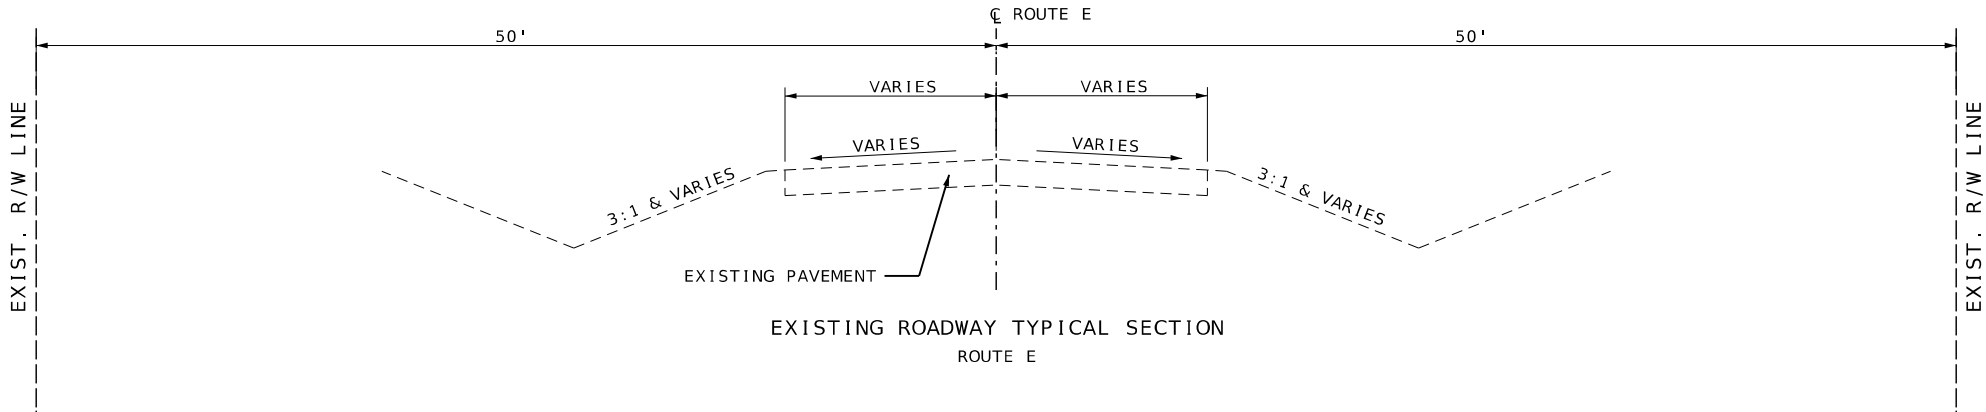 ℄ ROUTE E
50'
50'
VARIES
VARIES
VARIES
VARIES
3:1 & VARIES
3:1 & VARIES
EXIST. R/W LINE
EXIST. R/W LINE
EXISTING PAVEMENT
EXISTING ROADWAY TYPICAL SECTION
ROUTE E